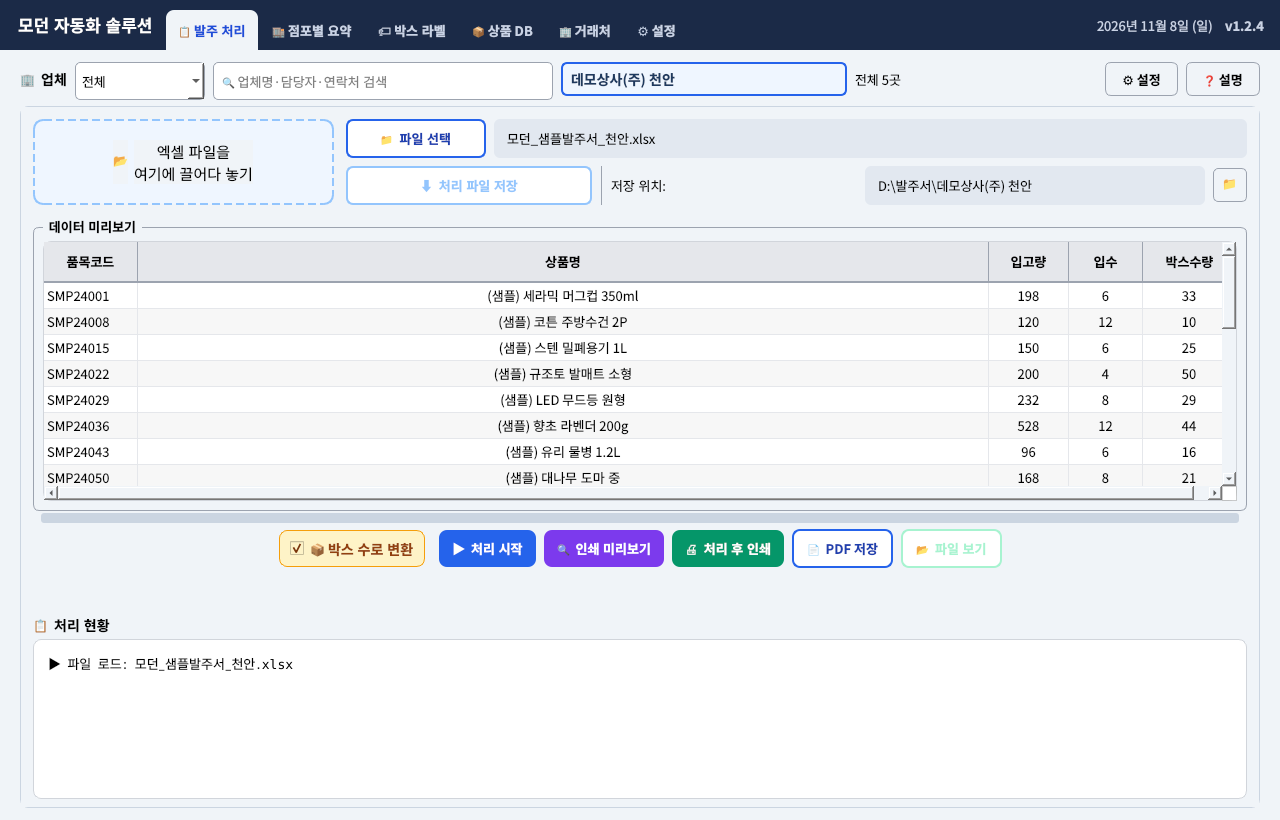 모던 자동화 솔루션
발주 처리
점포별 요약
박스 라벨
상품 DB
거래처
설정
2026년 11월 8일 (일) v1.2.4
업체
전체
업체명·담당자·연락처 검색
데모상사(주) 천안
전체 5곳
설정
설명
엑셀 파일을
여기에 끌어다 놓기
파일 선택
모던_샘플발주서_천안.xlsx
처리 파일 저장
저장 위치:
D:\발주서\데모상사(주) 천안
데이터 미리보기
품목코드 상품명 입고량 입수 박스수량
SMP24001 (샘플) 세라믹 머그컵 350ml 198 6 33
SMP24008 (샘플) 코튼 주방수건 2P 120 12 10
SMP24015 (샘플) 스텐 밀폐용기 1L 150 6 25
SMP24022 (샘플) 규조토 발매트 소형 200 4 50
SMP24029 (샘플) LED 무드등 원형 232 8 29
SMP24036 (샘플) 향초 라벤더 200g 528 12 44
SMP24043 (샘플) 유리 물병 1.2L 96 6 16
SMP24050 (샘플) 대나무 도마 중 168 8 21
박스 수로 변환
▶ 처리 시작
인쇄 미리보기
처리 후 인쇄
PDF 저장
파일 보기
처리 현황
▶ 파일 로드: 모던_샘플발주서_천안.xlsx